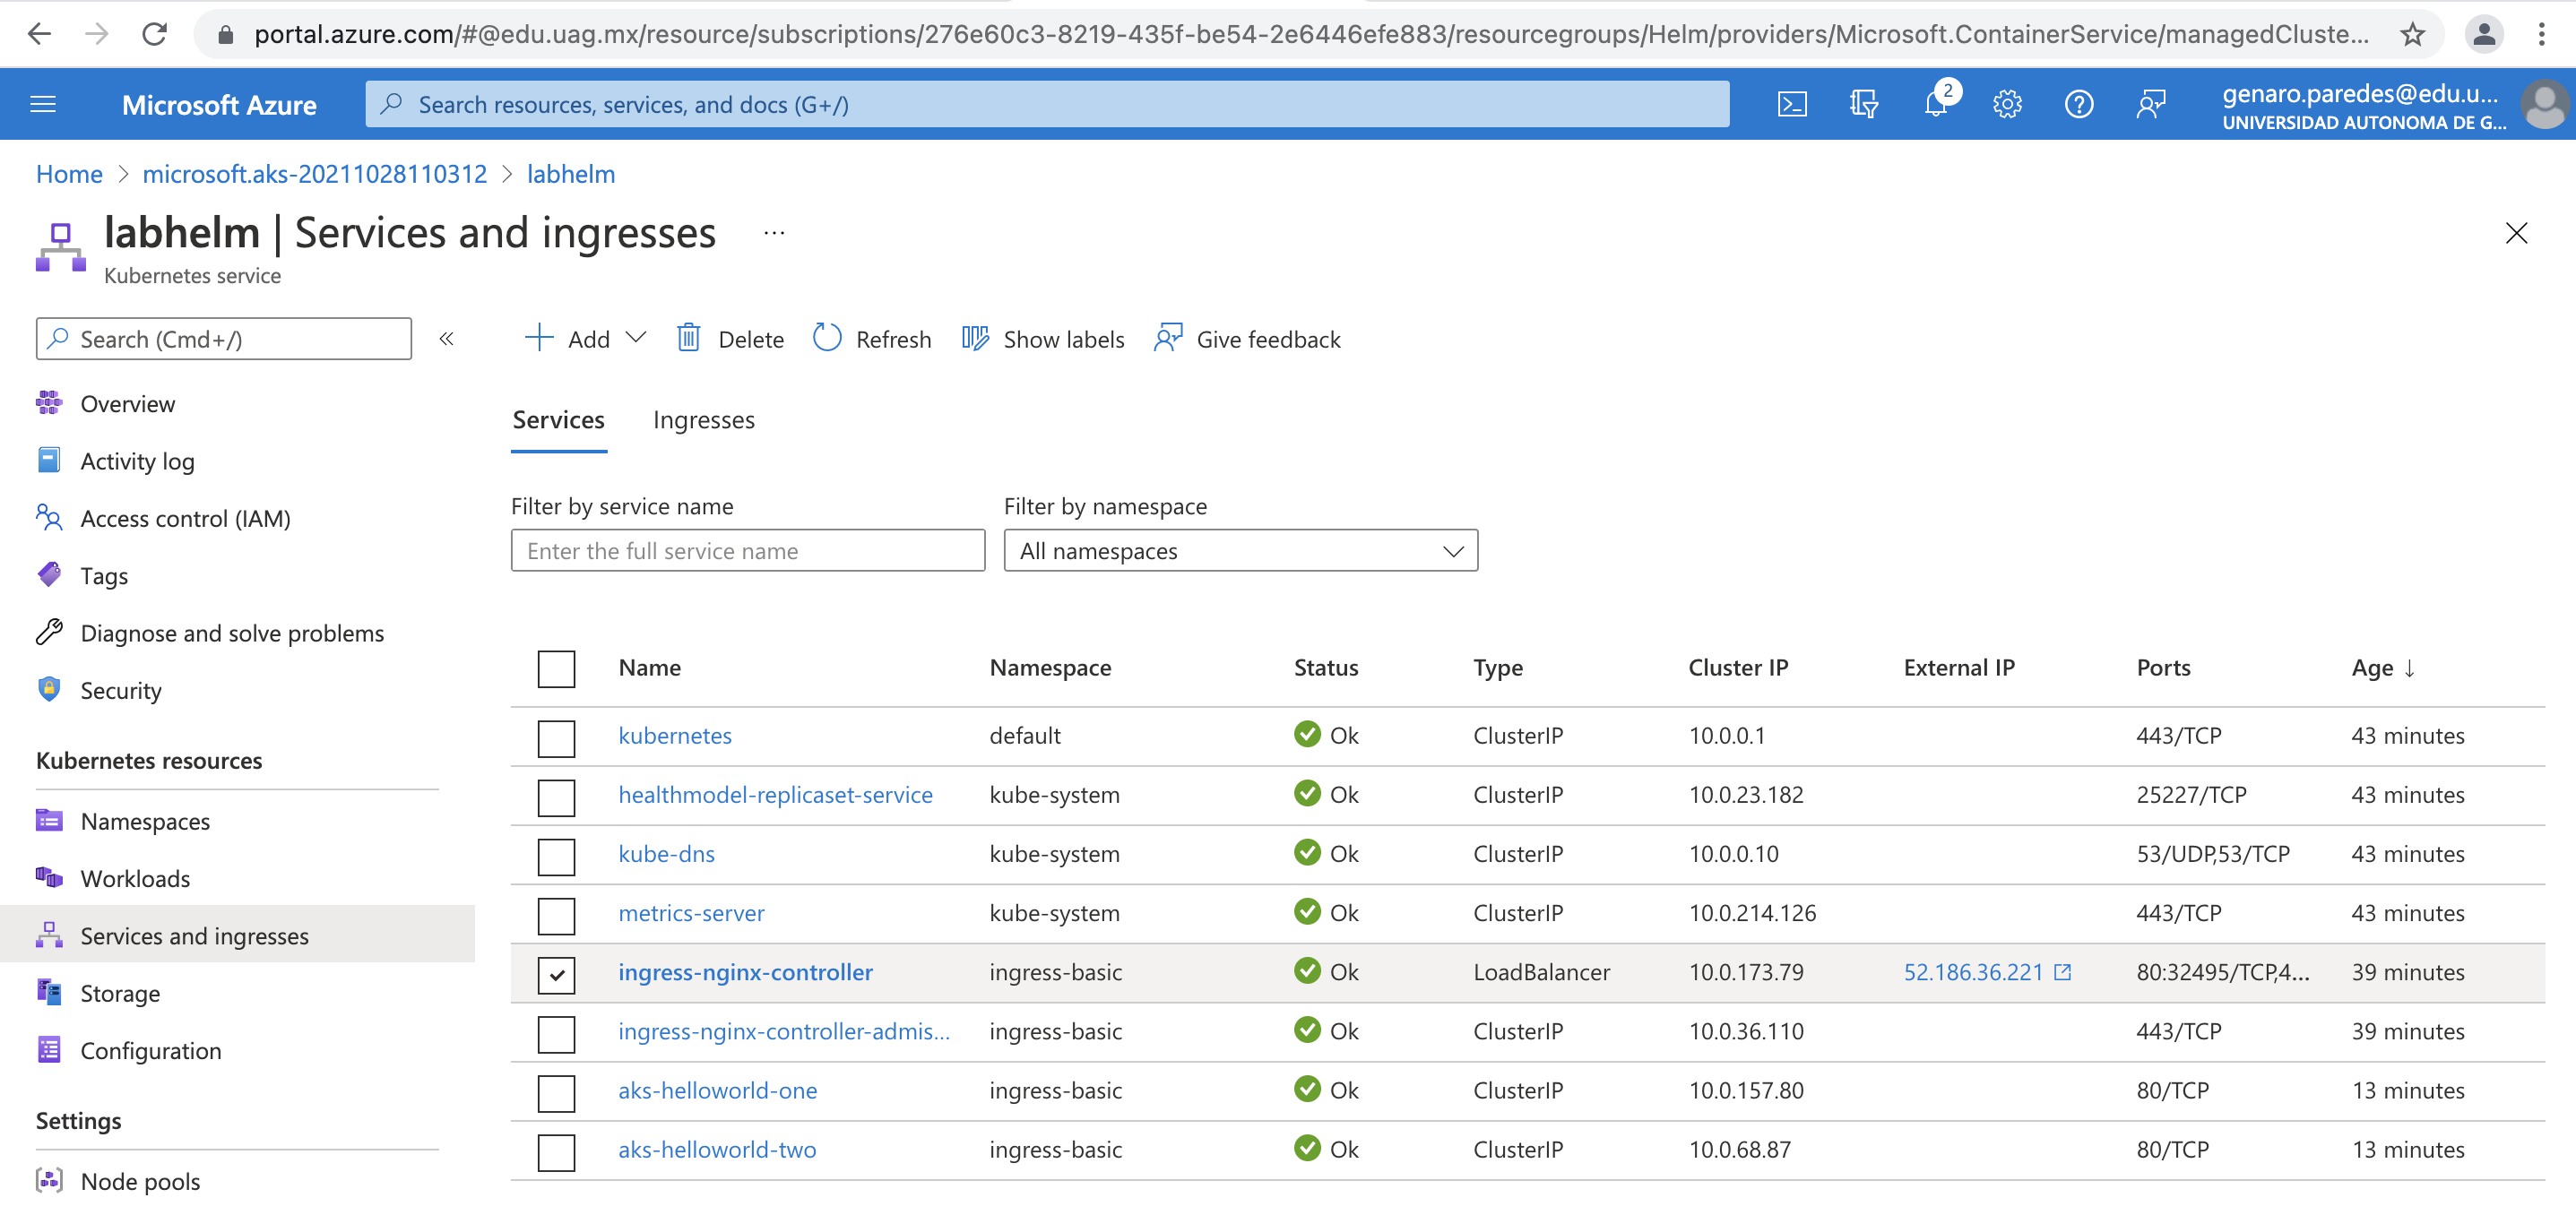 portal.azure.com/#@edu.uag.mx/resource/subscriptions/276e60c3-8219-435f-be54-2e6446efe883/resourcegroups/Helm/providers/Microsoft.ContainerService/managedCluste...
Microsoft Azure
Search resources, services, and docs (G+/)
2
genaro.paredes@edu.u...
UNIVERSIDAD AUTONOMA DE G...
Home > microsoft.aks-20211028110312 > labhelm
labhelm | Services and ingresses ...
Kubernetes service
Search (Cmd+/)
Add
Delete
Refresh
Show labels
Give feedback
Overview
Activity log
Access control (IAM)
Tags
Diagnose and solve problems
Security
Kubernetes resources
Namespaces
Workloads
Services and ingresses
Storage
Configuration
Settings
Node pools
Services Ingresses
Filter by service name
Enter the full service name
Filter by namespace
All namespaces
Name Namespace Status Type Cluster IP External IP Ports Age ↓
kubernetes default Ok ClusterIP 10.0.0.1 443/TCP 43 minutes
healthmodel-replicaset-service kube-system Ok ClusterIP 10.0.23.182 25227/TCP 43 minutes
kube-dns kube-system Ok ClusterIP 10.0.0.10 53/UDP,53/TCP 43 minutes
metrics-server kube-system Ok ClusterIP 10.0.214.126 443/TCP 43 minutes
ingress-nginx-controller ingress-basic Ok LoadBalancer 10.0.173.79 52.186.36.221 80:32495/TCP,4... 39 minutes
ingress-nginx-controller-admis... ingress-basic Ok ClusterIP 10.0.36.110 443/TCP 39 minutes
aks-helloworld-one ingress-basic Ok ClusterIP 10.0.157.80 80/TCP 13 minutes
aks-helloworld-two ingress-basic Ok ClusterIP 10.0.68.87 80/TCP 13 minutes